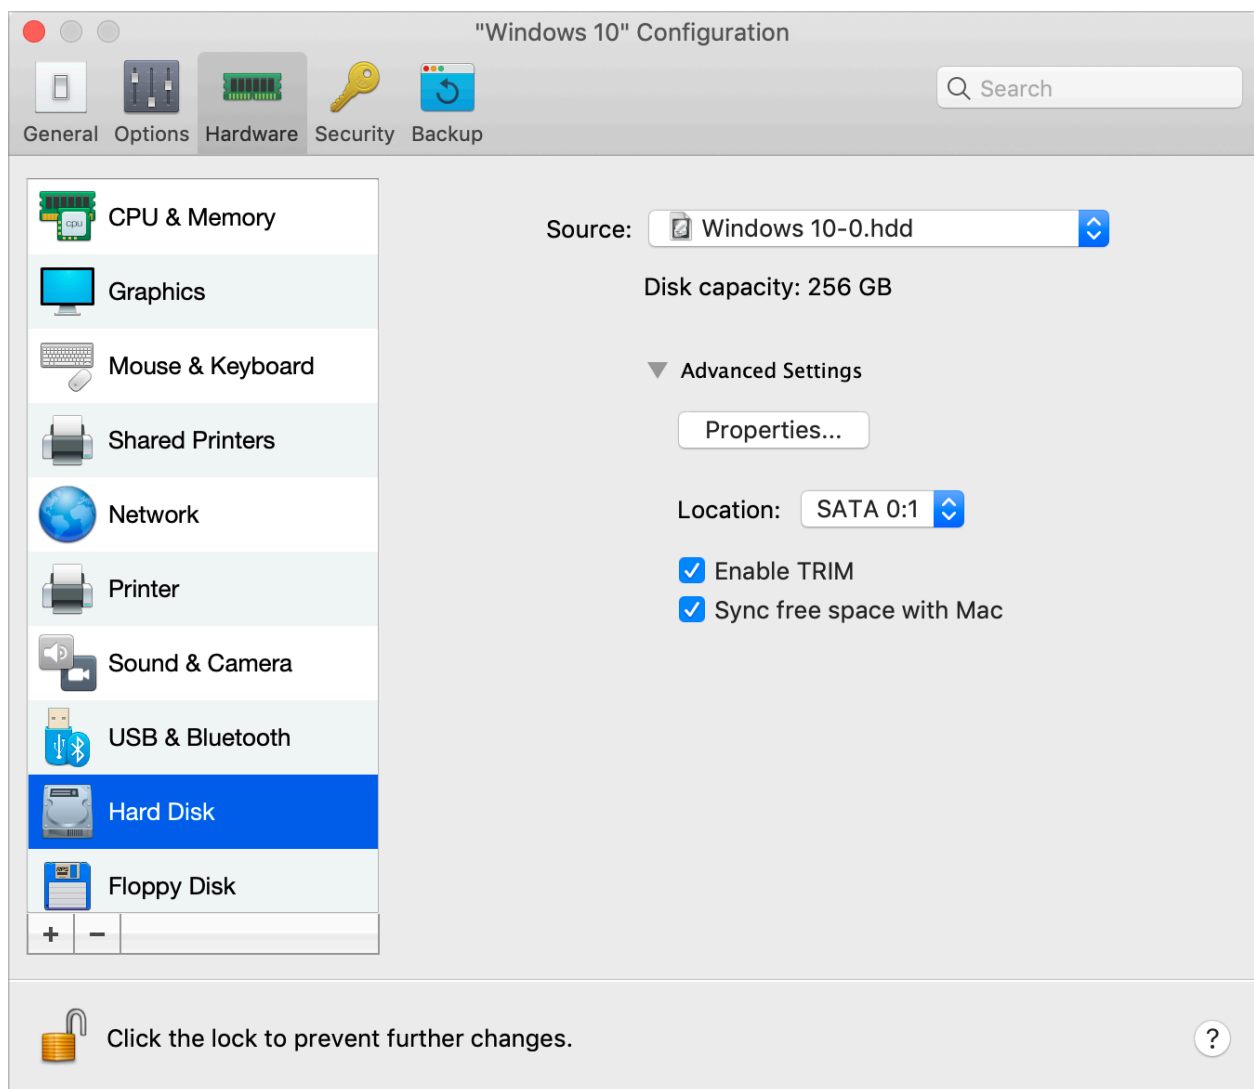 "Windows 10" Configuration
General Options Hardware Security Backup
Search
CPU & Memory
Graphics
Mouse & Keyboard
Shared Printers
Network
Printer
Sound & Camera
USB & Bluetooth
Hard Disk
Floppy Disk
Source: Windows 10-0.hdd
Disk capacity: 256 GB
Advanced Settings
Properties...
Location: SATA 0:1
Enable TRIM
Sync free space with Mac
Click the lock to prevent further changes.
?